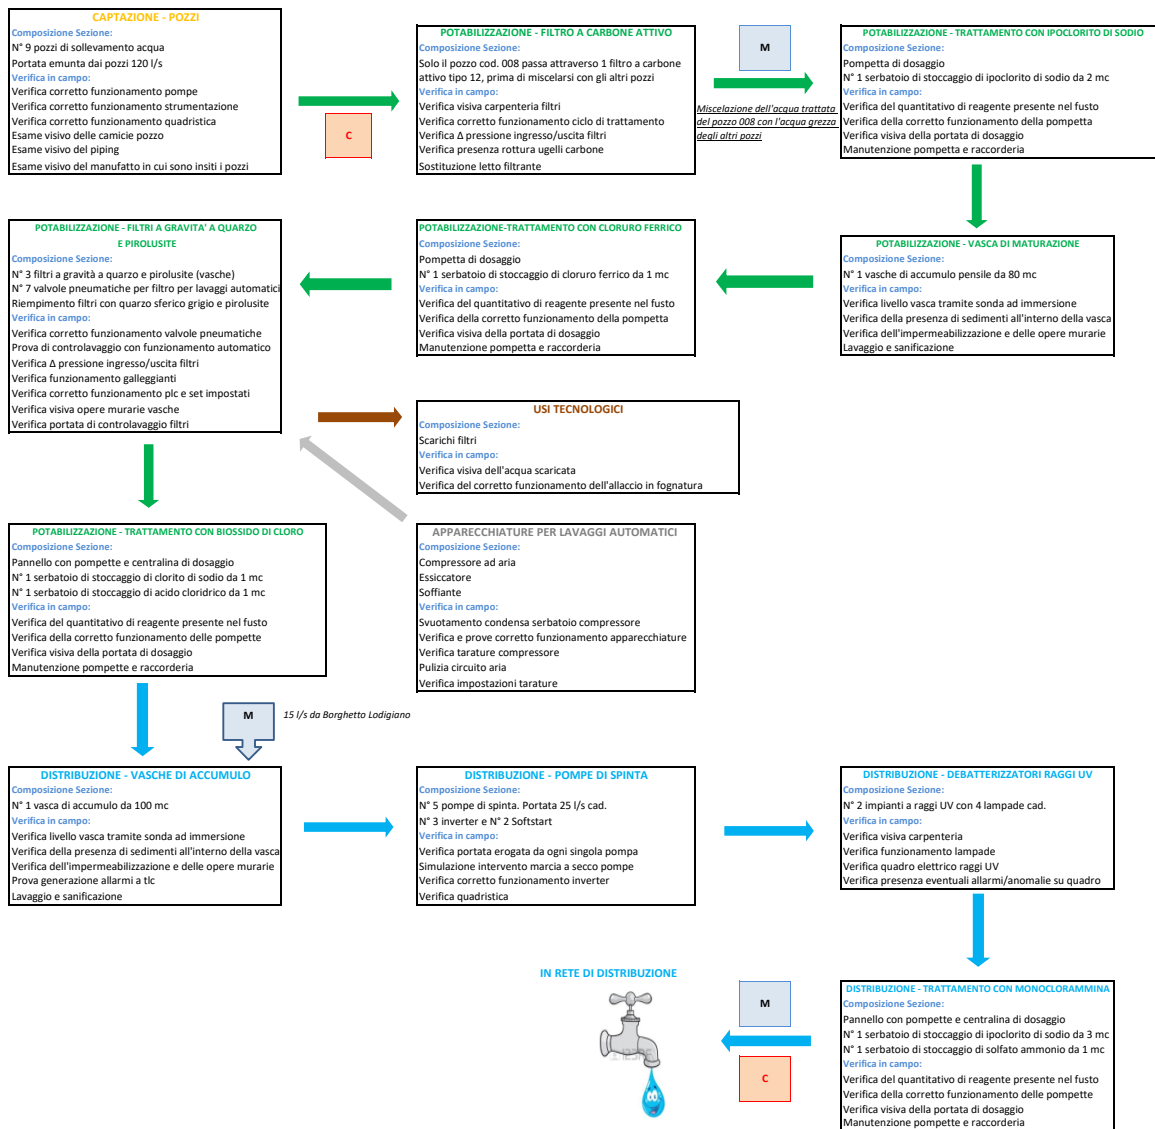 CAPTAZIONE - POZZI
Composizione Sezione:
N° 9 pozzi di sollevamento acqua
Portata emunta dai pozzi 120 l/s
Verifica in campo:
Verifica corretto funzionamento pompe
Verifica corretto funzionamento strumentazione
Verifica corretto funzionamento quadristica
Esame visivo delle camicie pozzo
Esame visivo del piping
Esame visivo del manufatto in cui sono insiti i pozzi
C
POTABILIZZAZIONE - FILTRO A CARBONE ATTIVO
Composizione Sezione:
Solo il pozzo cod. 008 passa attraverso 1 filtro a carbone
attivo tipo 12, prima di miscelarsi con gli altri pozzi
Verifica in campo:
Verifica visiva carpenteria filtri
Verifica corretto funzionamento ciclo di trattamento
Verifica Δ pressione ingresso/uscita filtri
Verifica presenza rottura ugelli carbone
Sostituzione letto filtrante
M
Miscelazione dell'acqua trattata
del pozzo 008 con l'acqua grezza
degli altri pozzi
POTABILIZZAZIONE - TRATTAMENTO CON IPOCLORITO DI SODIO
Composizione Sezione:
Pompetta di dosaggio
N° 1 serbatoio di stoccaggio di ipoclorito di sodio da 2 mc
Verifica in campo:
Verifica del quantitativo di reagente presente nel fusto
Verifica della corretto funzionamento della pompetta
Verifica visiva della portata di dosaggio
Manutenzione pompetta e raccorderia
POTABILIZZAZIONE - FILTRI A GRAVITA' A QUARZO
E PIROLUSITE
Composizione Sezione:
N° 3 filtri a gravità a quarzo e pirolusite (vasche)
N° 7 valvole pneumatiche per filtro per lavaggi automatici
Riempimento filtri con quarzo sferico grigio e pirolusite
Verifica in campo:
Verifica corretto funzionamento valvole pneumatiche
Prova di controlavaggio con funzionamento automatico
Verifica Δ pressione ingresso/uscita filtri
Verifica funzionamento galleggianti
Verifica corretto funzionamento plc e set impostati
Verifica visiva opere murarie vasche
Verifica portata di controlavaggio filtri
POTABILIZZAZIONE-TRATTAMENTO CON CLORURO FERRICO
Composizione Sezione:
Pompetta di dosaggio
N° 1 serbatoio di stoccaggio di cloruro ferrico da 1 mc
Verifica in campo:
Verifica del quantitativo di reagente presente nel fusto
Verifica della corretto funzionamento della pompetta
Verifica visiva della portata di dosaggio
Manutenzione pompetta e raccorderia
POTABILIZZAZIONE - VASCA DI MATURAZIONE
Composizione Sezione:
N° 1 vasche di accumulo pensile da 80 mc
Verifica in campo:
Verifica livello vasca tramite sonda ad immersione
Verifica della presenza di sedimenti all'interno della vasca
Verifica dell'impermeabilizzazione e delle opere murarie
Lavaggio e sanificazione
USI TECNOLOGICI
Composizione Sezione:
Scarichi filtri
Verifica in campo:
Verifica visiva dell'acqua scaricata
Verifica del corretto funzionamento dell'allaccio in fognatura
POTABILIZZAZIONE - TRATTAMENTO CON BIOSSIDO DI CLORO
Composizione Sezione:
Pannello con pompette e centralina di dosaggio
N° 1 serbatoio di stoccaggio di clorito di sodio da 1 mc
N° 1 serbatoio di stoccaggio di acido cloridrico da 1 mc
Verifica in campo:
Verifica del quantitativo di reagente presente nel fusto
Verifica della corretto funzionamento delle pompette
Verifica visiva della portata di dosaggio
Manutenzione pompette e raccorderia
APPARECCHIATURE PER LAVAGGI AUTOMATICI
Composizione Sezione:
Compressore ad aria
Essiccatore
Soffiante
Verifica in campo:
Svuotamento condensa serbatoio compressore
Verifica e prove corretto funzionamento apparecchiature
Verifica tarature compressore
Pulizia circuito aria
Verifica impostazioni tarature
M
15 l/s da Borghetto Lodigiano
DISTRIBUZIONE - VASCHE DI ACCUMULO
Composizione Sezione:
N° 1 vasca di accumulo da 100 mc
Verifica in campo:
Verifica livello vasca tramite sonda ad immersione
Verifica della presenza di sedimenti all'interno della vasca
Verifica dell'impermeabilizzazione e delle opere murarie
Prova generazione allarmi a tlc
Lavaggio e sanificazione
DISTRIBUZIONE - POMPE DI SPINTA
Composizione Sezione:
N° 5 pompe di spinta. Portata 25 l/s cad.
N° 3 inverter e N° 2 Softstart
Verifica in campo:
Verifica portata erogata da ogni singola pompa
Simulazione intervento marcia a secco pompe
Verifica corretto funzionamento inverter
Verifica quadristica
DISTRIBUZIONE - DEBATTERIZZATORI RAGGI UV
Composizione Sezione:
N° 2 impianti a raggi UV con 4 lampade cad.
Verifica in campo:
Verifica visiva carpenteria
Verifica funzionamento lampade
Verifica quadro elettrico raggi UV
Verifica presenza eventuali allarmi/anomalie su quadro
IN RETE DI DISTRIBUZIONE
M
C
DISTRIBUZIONE - TRATTAMENTO CON MONOCLORAMMINA
Composizione Sezione:
Pannello con pompette e centralina di dosaggio
N° 1 serbatoio di stoccaggio di ipoclorito di sodio da 3 mc
N° 1 serbatoio di stoccaggio di solfato ammonio da 1 mc
Verifica in campo:
Verifica del quantitativo di reagente presente nel fusto
Verifica della corretto funzionamento delle pompette
Verifica visiva della portata di dosaggio
Manutenzione pompette e raccorderia